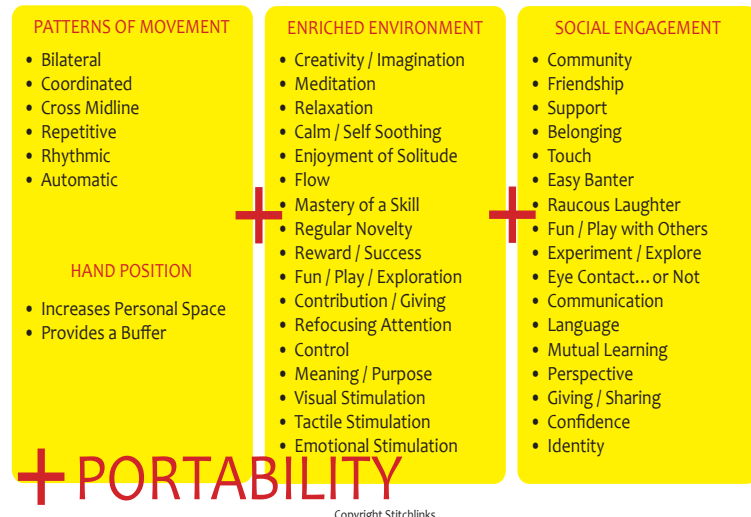 PATTERNS OF MOVEMENT
• Bilateral
• Coordinated
• Cross Midline
• Repetitive
• Rhythmic
• Automatic
HAND POSITION
• Increases Personal Space
• Provides a Buffer
+
ENRICHED ENVIRONMENT
• Creativity / Imagination
• Meditation
• Relaxation
• Calm / Self Soothing
• Enjoyment of Solitude
• Flow
• Mastery of a Skill
• Regular Novelty
• Reward / Success
• Fun / Play / Exploration
• Contribution / Giving
• Refocusing Attention
• Control
• Meaning / Purpose
• Visual Stimulation
• Tactile Stimulation
• Emotional Stimulation
+
SOCIAL ENGAGEMENT
• Community
• Friendship
• Support
• Belonging
• Touch
• Easy Banter
• Raucous Laughter
• Fun / Play with Others
• Experiment / Explore
• Eye Contact... or Not
• Communication
• Language
• Mutual Learning
• Perspective
• Giving / Sharing
• Confidence
• Identity
+ PORTABILITY
Copyright Stitchlinks